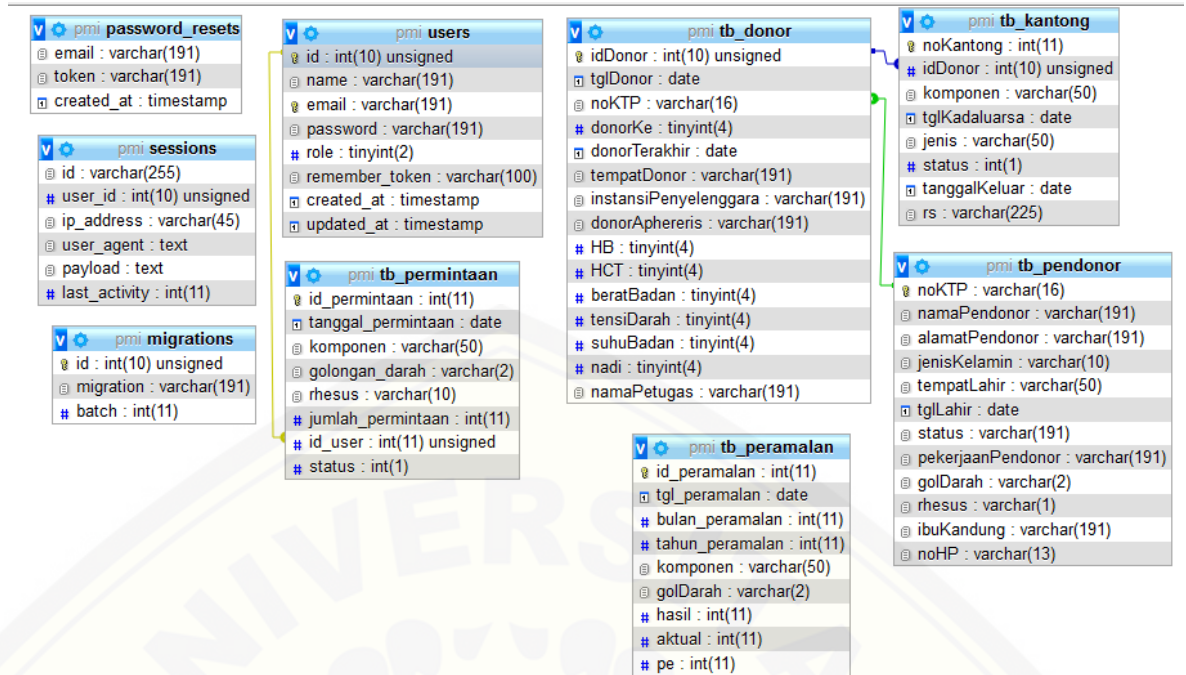 pmi password_resets
email : varchar(191)
token : varchar(191)
created_at : timestamp
pmi sessions
id : varchar(255)
user_id : int(10) unsigned
ip_address : varchar(45)
user_agent : text
payload : text
last_activity : int(11)
pmi migrations
id : int(10) unsigned
migration : varchar(191)
batch : int(11)
pmi users
id : int(10) unsigned
name : varchar(191)
email : varchar(191)
password : varchar(191)
role : tinyint(2)
remember_token : varchar(100)
created_at : timestamp
updated_at : timestamp
pmi tb_permintaan
id_permintaan : int(11)
tanggal_permintaan : date
komponen : varchar(50)
golongan_darah : varchar(2)
rhesus : varchar(10)
jumlah_permintaan : int(11)
id_user : int(11) unsigned
status : int(1)
pmi tb_donor
idDonor : int(10) unsigned
tglDonor : date
noKTP : varchar(16)
donorKe : tinyint(4)
donorTerakhir : date
tempatDonor : varchar(191)
instansiPenyelenggara : varchar(191)
donorAphereris : varchar(191)
HB : tinyint(4)
HCT : tinyint(4)
beratBadan : tinyint(4)
tensiDarah : tinyint(4)
suhuBadan : tinyint(4)
nadi : tinyint(4)
namaPetugas : varchar(191)
pmi tb_peramalan
id_peramalan : int(11)
tgl_peramalan : date
bulan_peramalan : int(11)
tahun_peramalan : int(11)
komponen : varchar(50)
golDarah : varchar(2)
hasil : int(11)
aktual : int(11)
pe : int(11)
pmi tb_kantong
noKantong : int(11)
idDonor : int(10) unsigned
komponen : varchar(50)
tglKadaluarsa : date
jenis : varchar(50)
status : int(1)
tanggalKeluar : date
rs : varchar(225)
pmi tb_pendonor
noKTP : varchar(16)
namaPendonor : varchar(191)
alamatPendonor : varchar(191)
jenisKelamin : varchar(10)
tempatLahir : varchar(50)
tglLahir : date
status : varchar(191)
pekerjaanPendonor : varchar(191)
golDarah : varchar(2)
rhesus : varchar(1)
ibuKandung : varchar(191)
noHP : varchar(13)